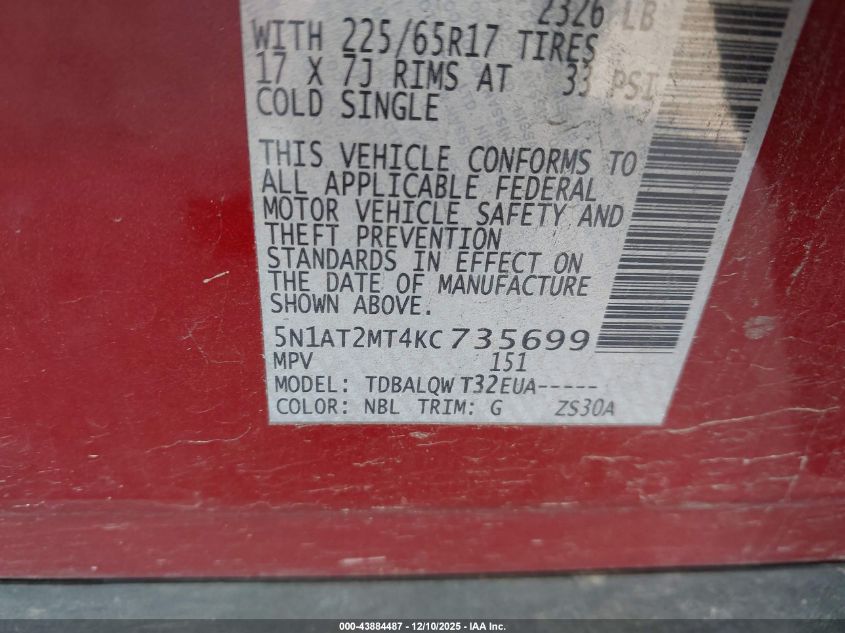 2326 LB
WITH 225/65R17 TIRES
17 X 7J RIMS AT 33 PSI
COLD SINGLE
THIS VEHICLE CONFORMS TO
ALL APPLICABLE FEDERAL
MOTOR VEHICLE SAFETY AND
THEFT PREVENTION
STANDARDS IN EFFECT ON
THE DATE OF MANUFACTURE
SHOWN ABOVE.
5N1AT2MT4KC735699
MPV 151
MODEL: TDBALQW T32EUA-----
COLOR: NBL TRIM: G ZS30A
000-43884487 - 12/10/2025 - IAA Inc.